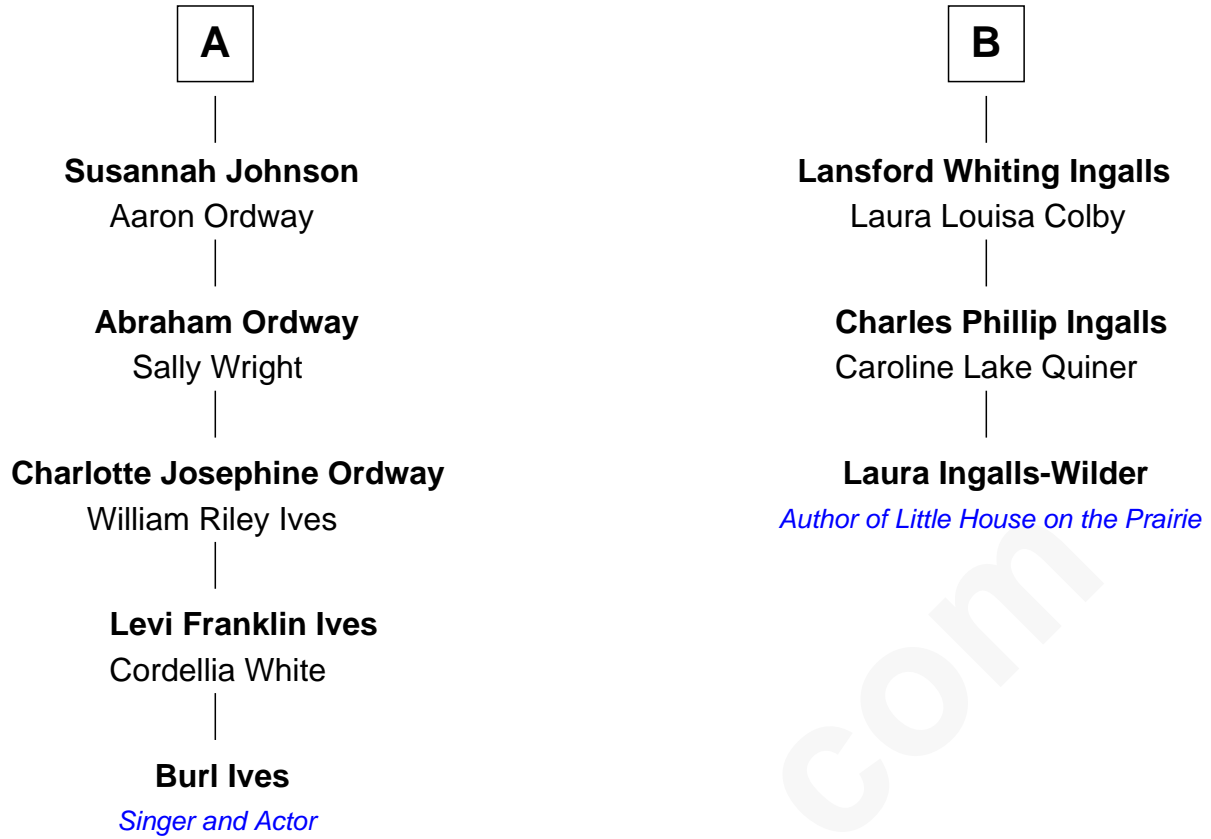 A
Susannah Johnson
Aaron Ordway
Abraham Ordway
Sally Wright
Charlotte Josephine Ordway
William Riley Ives
Levi Franklin Ives
Cordellia White
Burl Ives
Singer and Actor
B
Lansford Whiting Ingalls
Laura Louisa Colby
Charles Phillip Ingalls
Caroline Lake Quiner
Laura Ingalls-Wilder
Author of Little House on the Prairie
com